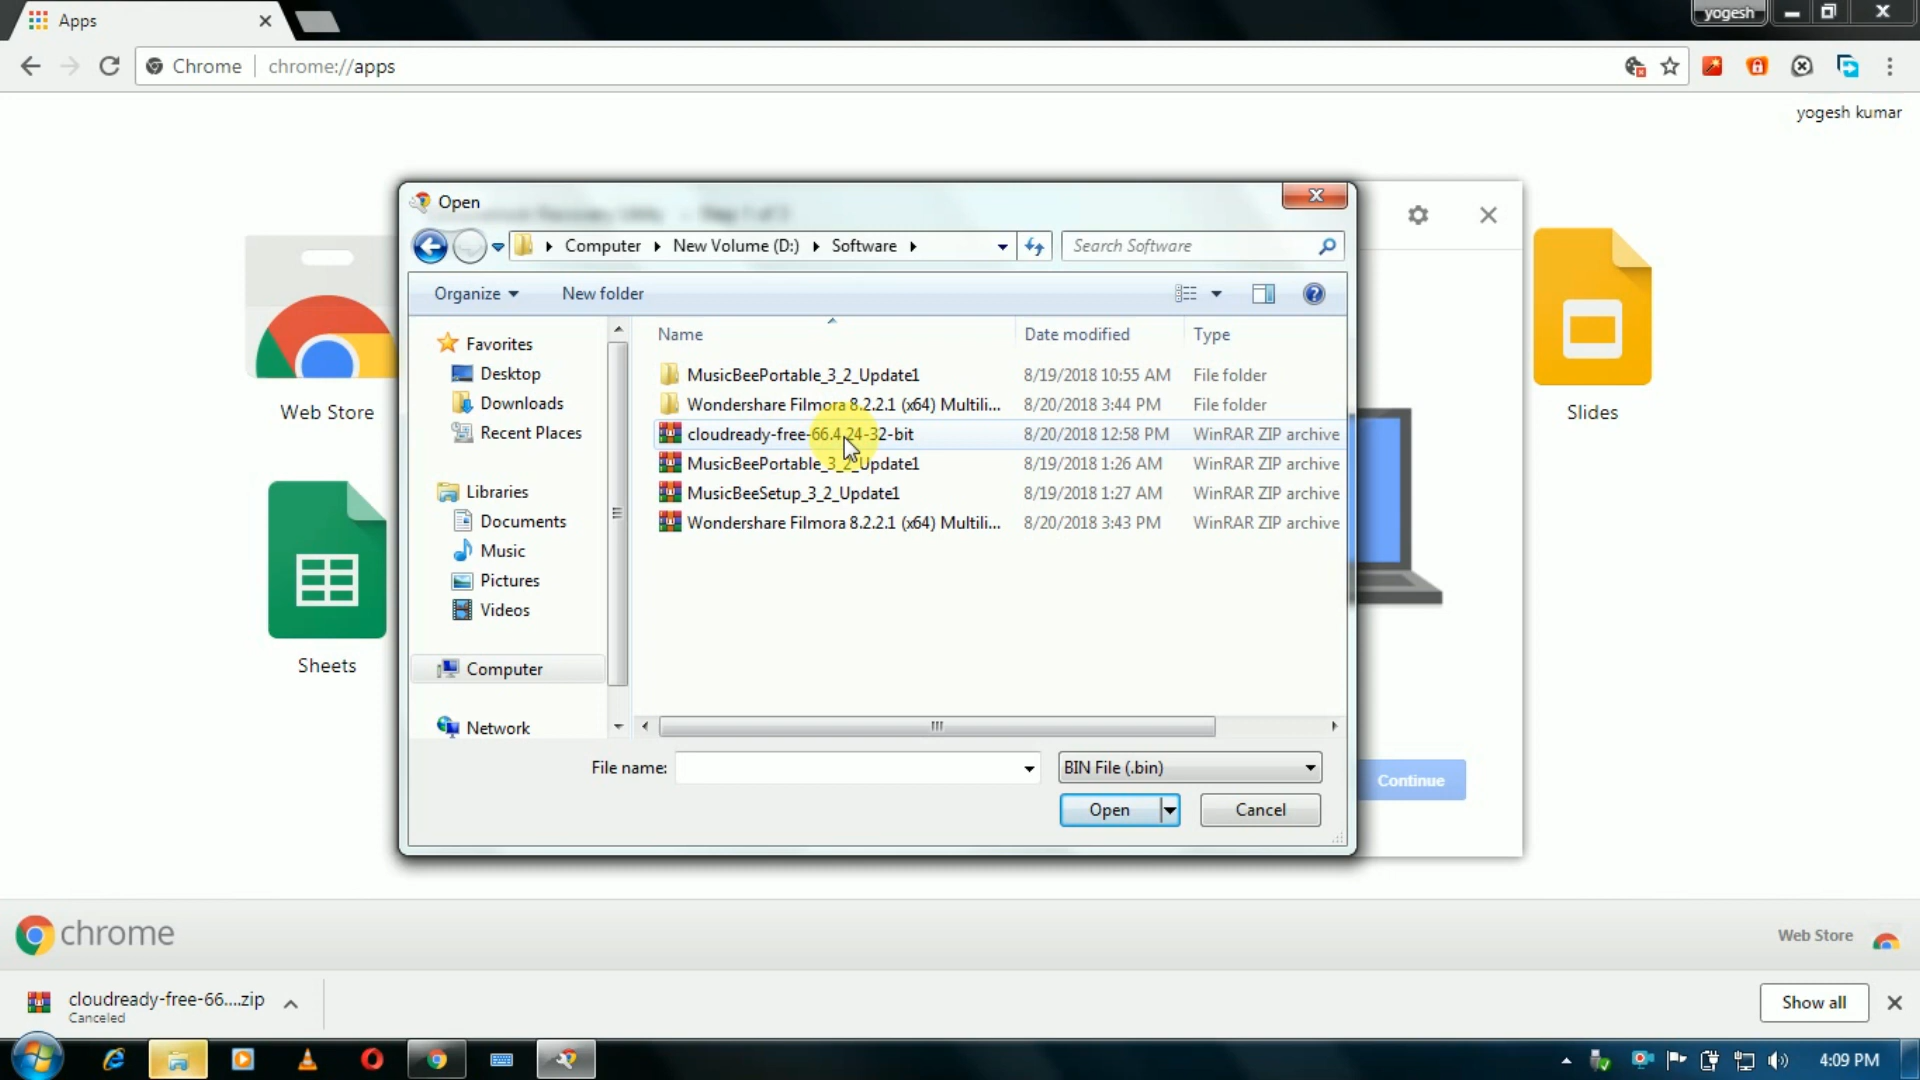 Apps
yogesh
Chrome
chrome://apps
yogesh kumar
Open
Computer
New Volume (D:)
Software
Search Software
Organize
New folder
Name
Date modified
Type
Favorites
Desktop
Downloads
Recent Places
Libraries
Documents
Music
Pictures
Videos
Computer
Network
MusicBeePortable_3_2_Update1 8/19/2018 10:55 AM File folder
Wondershare Filmora 8.2.2.1 (x64) Multili... 8/20/2018 3:44 PM File folder
cloudready-free-66.4.24-32-bit 8/20/2018 12:58 PM WinRAR ZIP archive
MusicBeePortable_3_2_Update1 8/19/2018 1:26 AM WinRAR ZIP archive
MusicBeeSetup_3_2_Update1 8/19/2018 1:27 AM WinRAR ZIP archive
Wondershare Filmora 8.2.2.1 (x64) Multili... 8/20/2018 3:43 PM WinRAR ZIP archive
File name:
BIN File (.bin)
Open
Cancel
Continue
Web Store
Sheets
Slides
chrome
Web Store
cloudready-free-66....zip
Canceled
Show all
4:09 PM